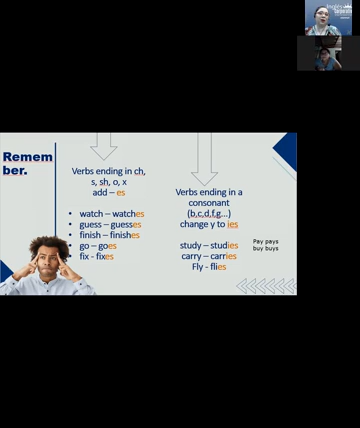 Remem
ber.
Verbs ending in ch,
s, sh, o, x
add – es
• watch – watches
• guess – guesses
• finish – finishes
• go – goes
• fix - fixes
Verbs ending in a
consonant
(b,c,d,f,g...)
change y to ies
study – studies
carry – carries
Fly - flies
Pay pays
buy buys